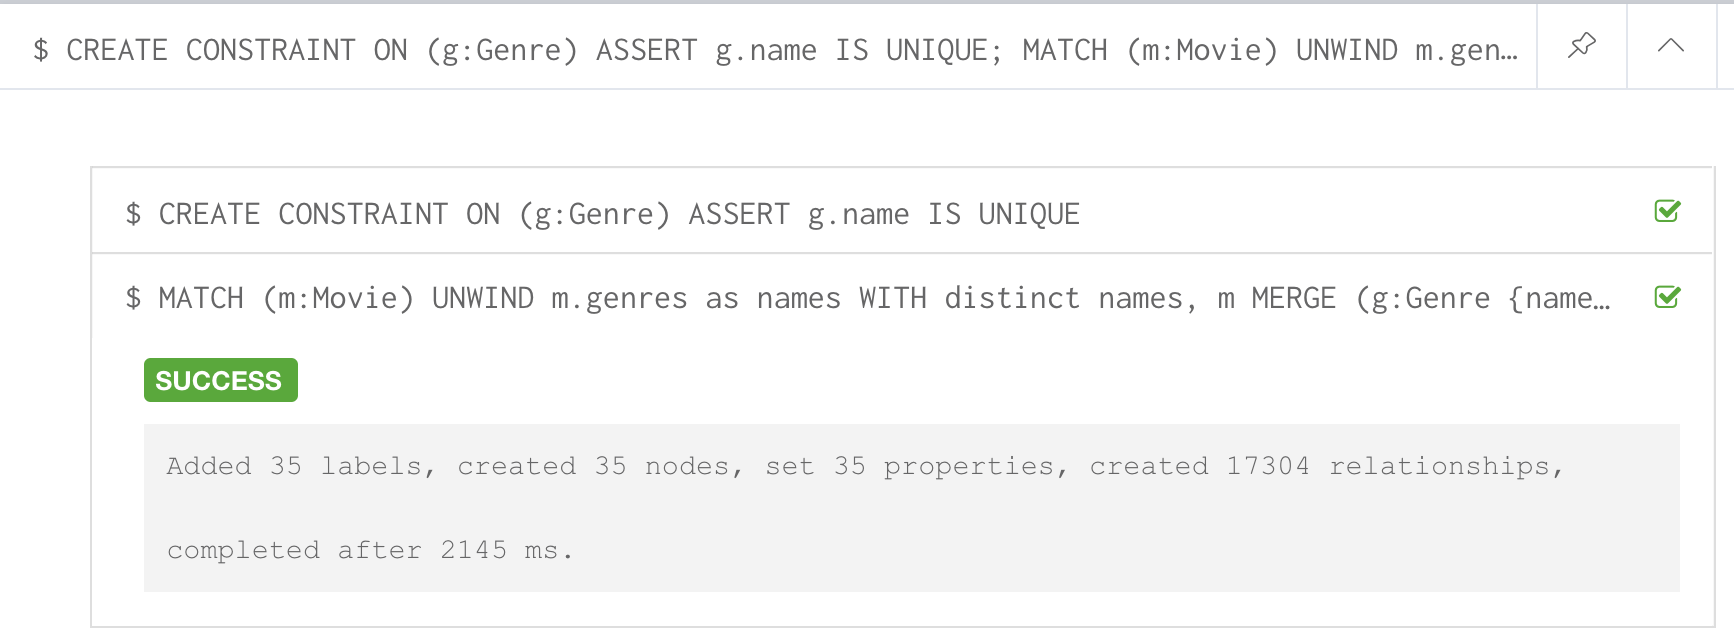 $ CREATE CONSTRAINT ON (g:Genre) ASSERT g.name IS UNIQUE; MATCH (m:Movie) UNWIND m.gen…
$ CREATE CONSTRAINT ON (g:Genre) ASSERT g.name IS UNIQUE
$ MATCH (m:Movie) UNWIND m.genres as names WITH distinct names, m MERGE (g:Genre {name…
SUCCESS
Added 35 labels, created 35 nodes, set 35 properties, created 17304 relationships,
completed after 2145 ms.